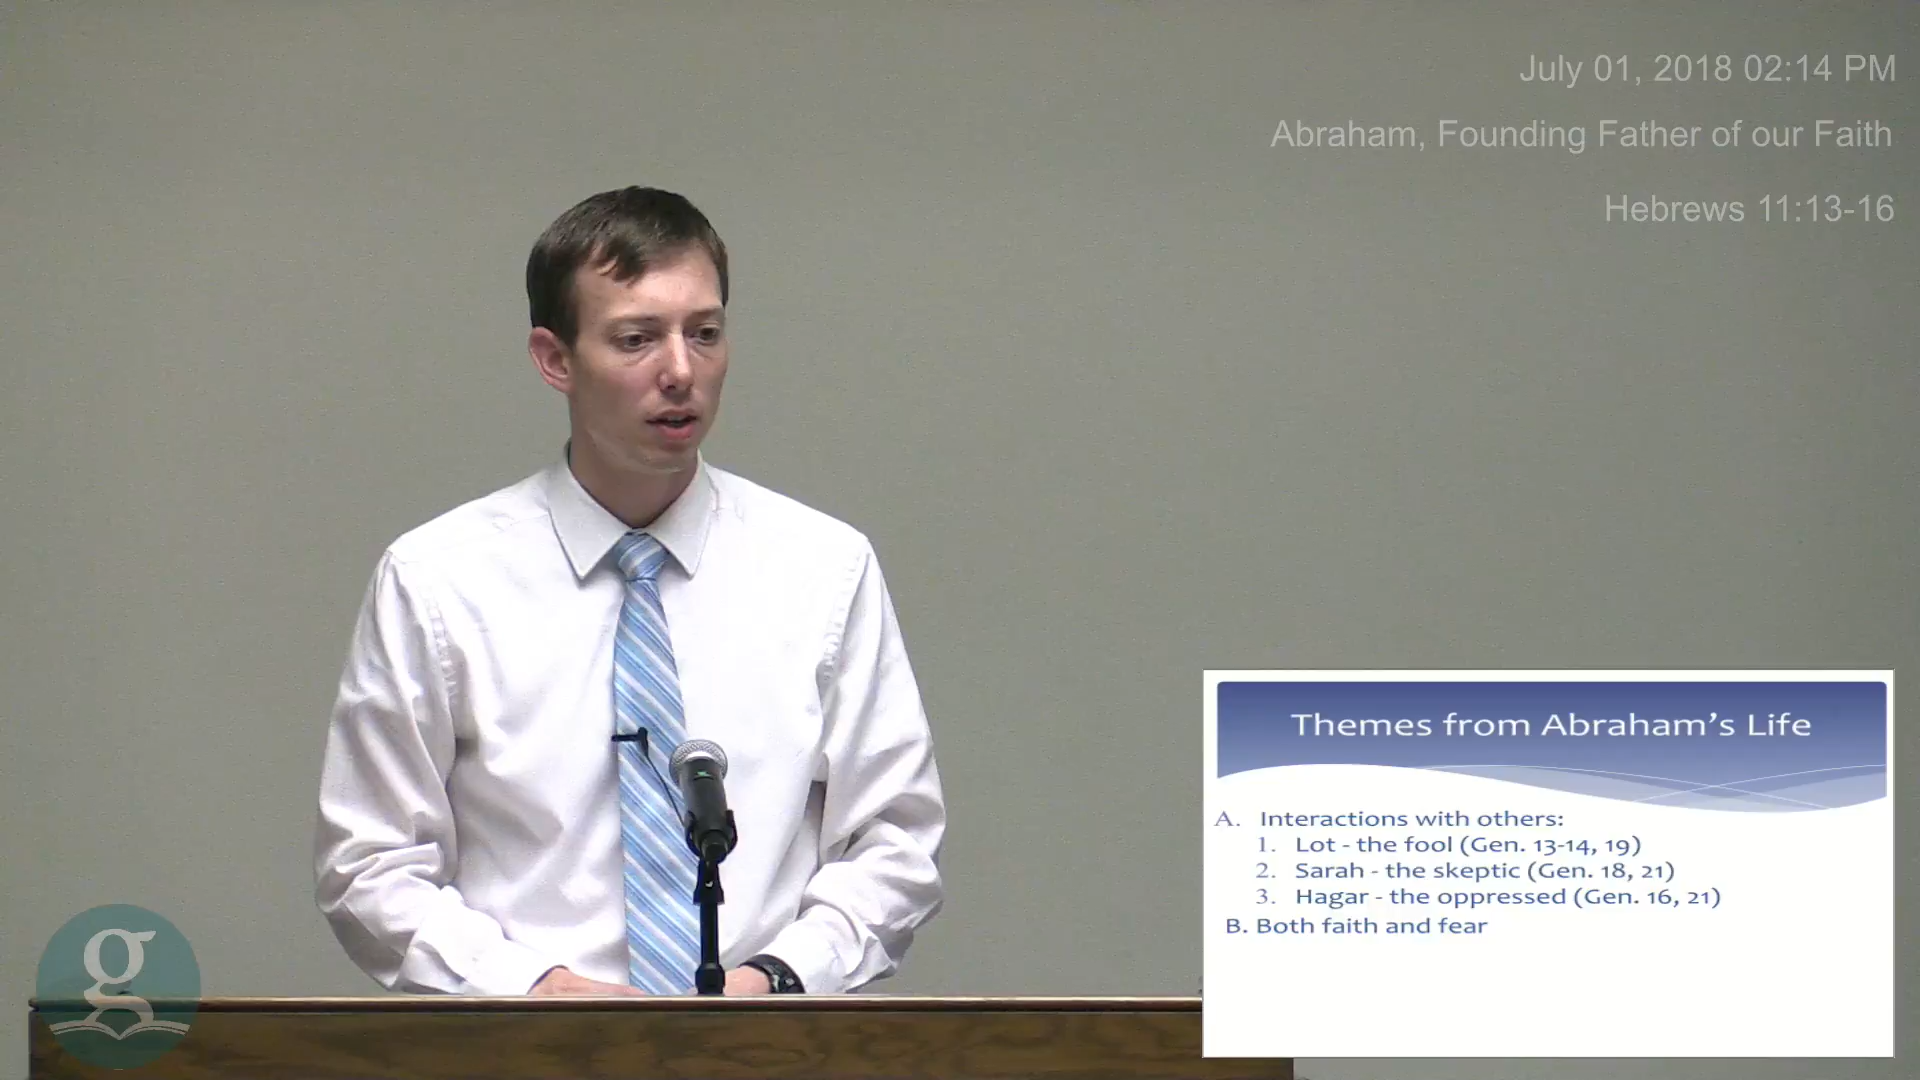 July 01, 2018 02:14 PM
Abraham, Founding Father of our Faith
Hebrews 11:13-16
g
Themes from Abraham's Life
A. Interactions with others:
1. Lot - the fool (Gen. 13-14, 19)
2. Sarah - the skeptic (Gen. 18, 21)
3. Hagar - the oppressed (Gen. 16, 21)
B. Both faith and fear